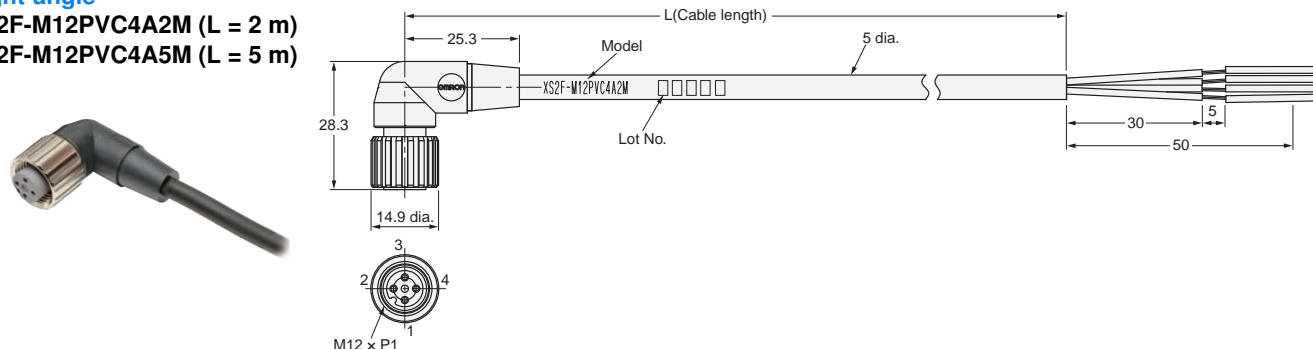 ght angle
2F-M12PVC4A2M (L = 2 m)
2F-M12PVC4A5M (L = 5 m)
L(Cable length)
25.3
Model
5 dia.
OMRON
XS2F-M12PVC4A2M
28.3
Lot No.
30
5
50
14.9 dia.
3
2
4
1
M12 × P1